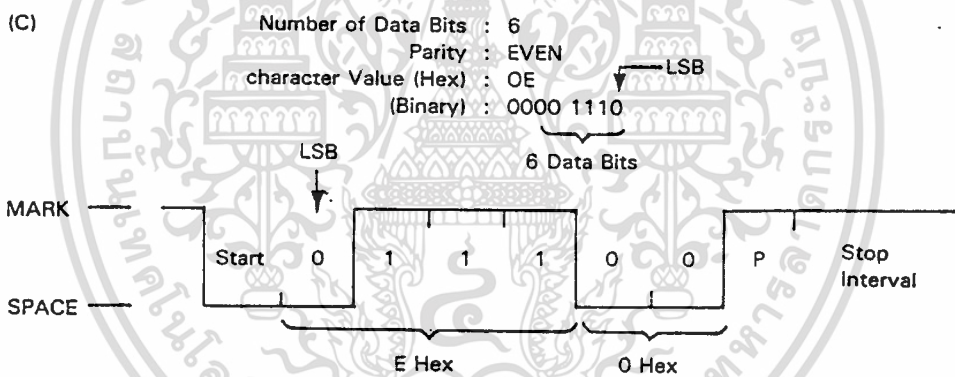 (C)
Number of Data Bits : 6
Parity : EVEN
character Value (Hex) : OE
LSB
(Binary) : 0000 1110
6 Data Bits
LSB
MARK
Start 0 1 1 1 0 0 P Stop
Interval
SPACE
E Hex
0 Hex